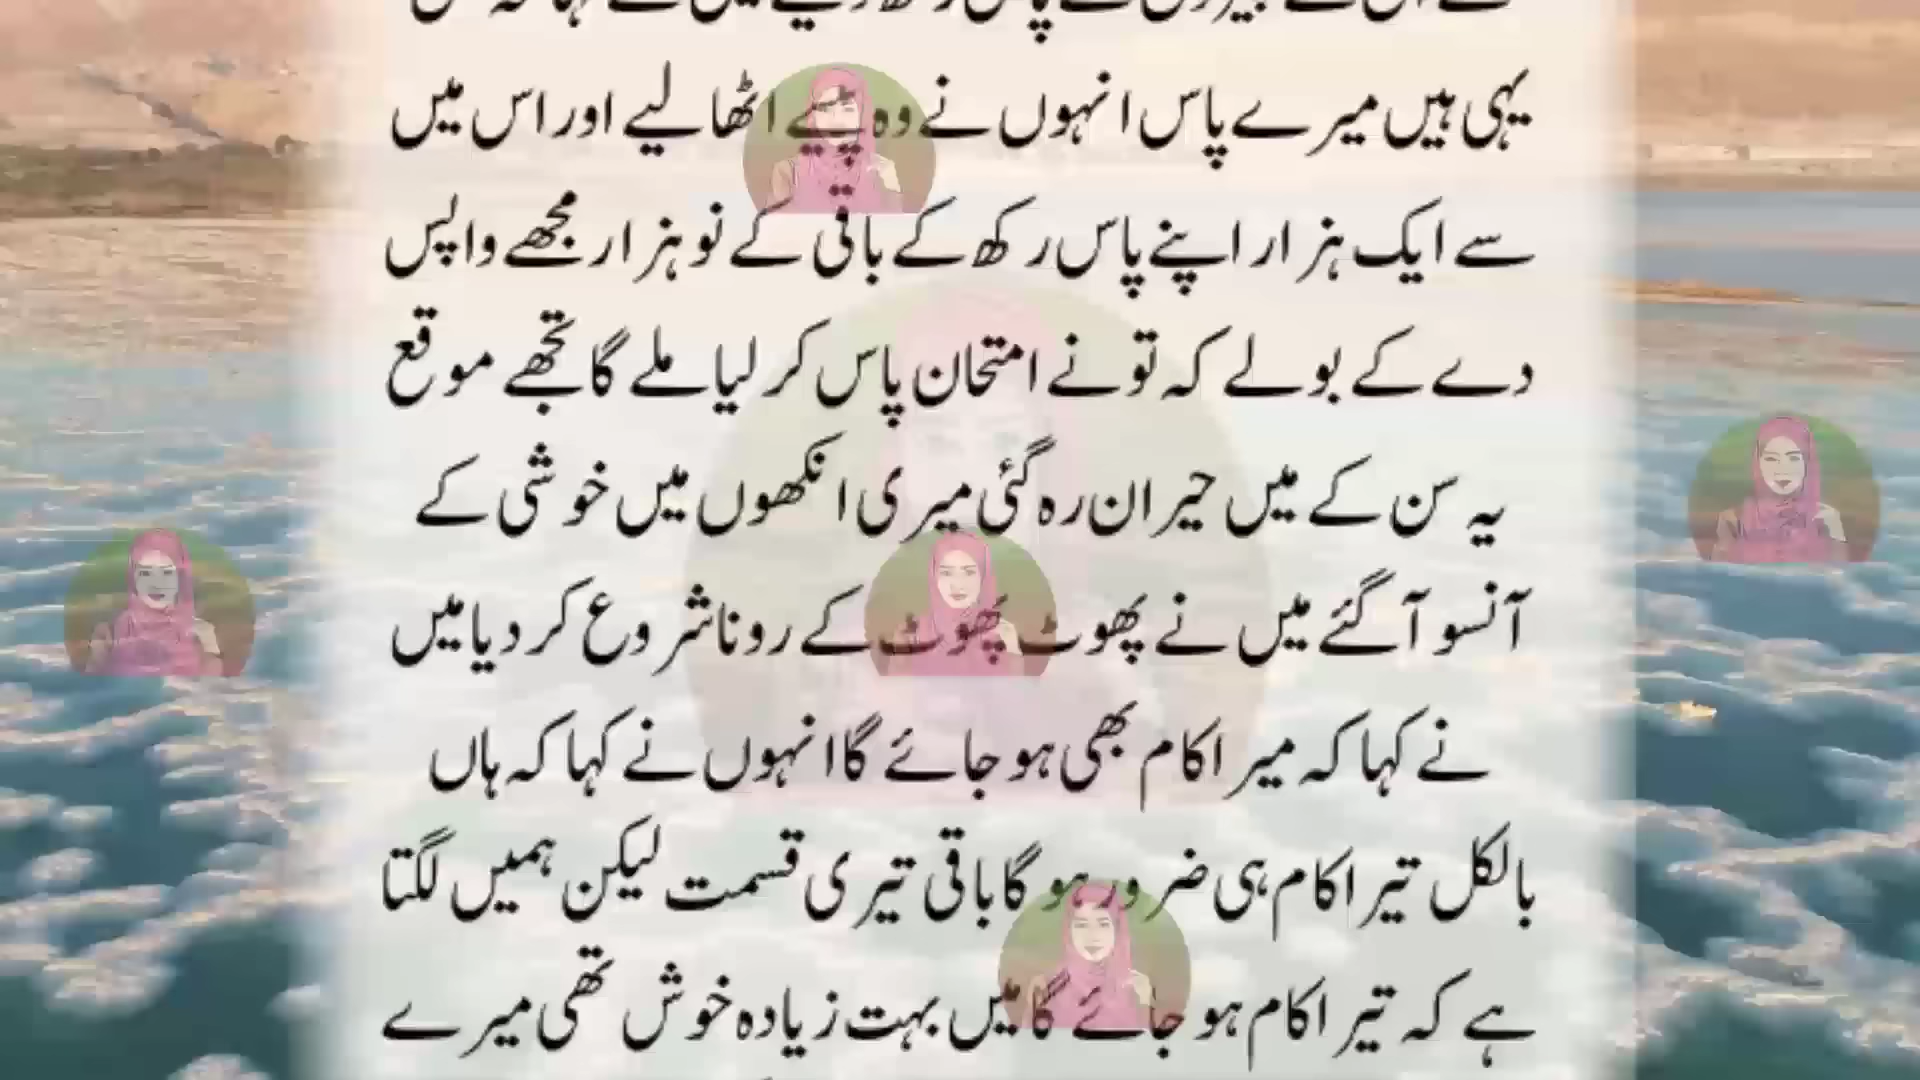 یہی ہیں میرے پاس انہوں نے وہ پیسے اٹھا لیے اور اس میں
سے ایک ہزار اپنے پاس رکھ کے باقی کے نو ہزار مجھے واپس
دے کے بولے کہ تو نے امتحان پاس کر لیا ملے گا تجھے موقع
یہ سن کے میں حیران رہ گئی میری انکھوں میں خوشی کے
آنسو آ گئے میں نے پھوٹ پھوٹ کے رونا شروع کر دیا میں
نے کہا کہ میرا کام بھی ہو جائے گا انہوں نے کہا کہ ہاں
بالکل تیرا کام ہی ضرور ہو گا باقی تیری قسمت لیکن ہمیں لگتا
ہے کہ تیرا کام ہو جائے گا میں بہت زیادہ خوش تھی میرے